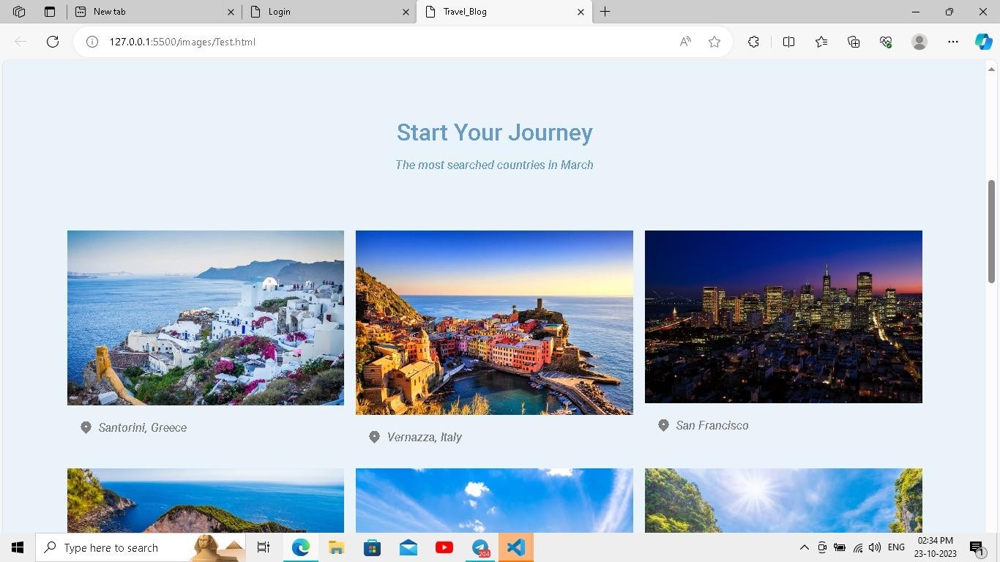 New tab
Login
Travel_Blog
127.0.0.1:5500/images/Test.html
Start Your Journey
The most searched countries in March
Santorini, Greece
Vernazza, Italy
San Francisco
Type here to search
204
ENG
02:34 PM
23-10-2023
1